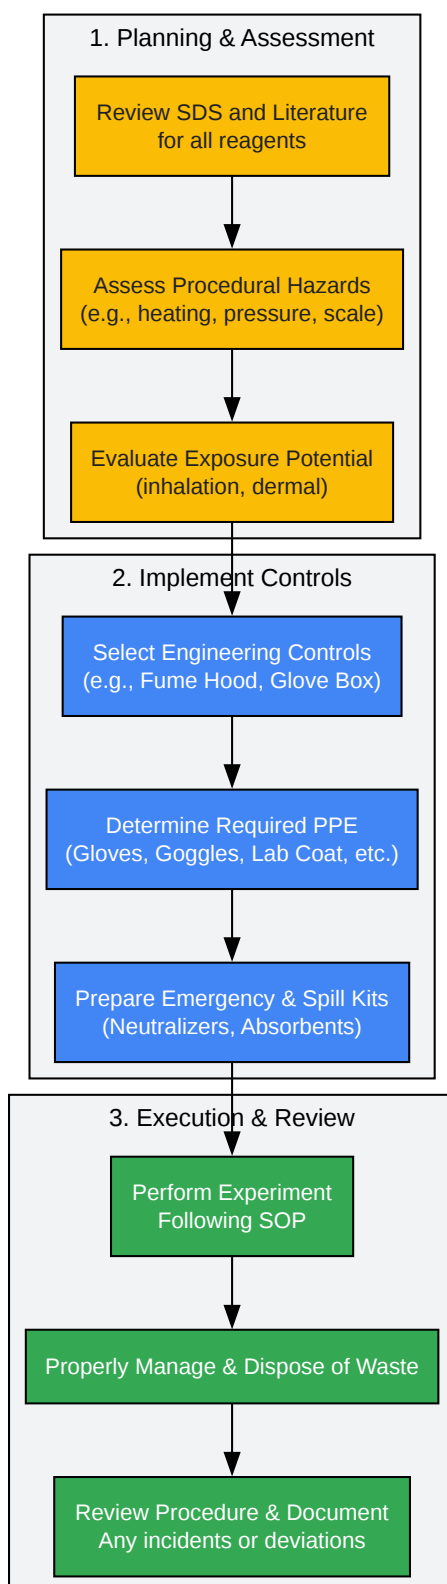 1. Planning & Assessment
Review SDS and Literature
for all reagents
Assess Procedural Hazards
(e.g., heating, pressure, scale)
Evaluate Exposure Potential
(inhalation, dermal)
2. Implement Controls
Select Engineering Controls
(e.g., Fume Hood, Glove Box)
Determine Required PPE
(Gloves, Goggles, Lab Coat, etc.)
Prepare Emergency & Spill Kits
(Neutralizers, Absorbents)
3. Execution & Review
Perform Experiment
Following SOP
Properly Manage & Dispose of Waste
Review Procedure & Document
Any incidents or deviations